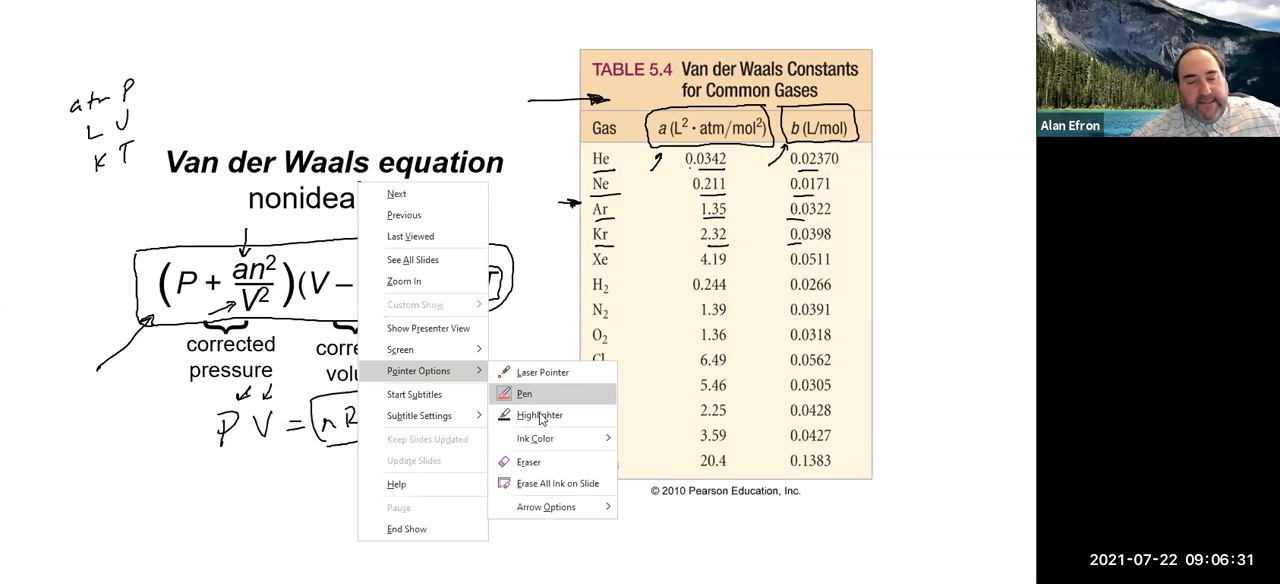 atm P
L V
K T
Van der Waals equation
nonidea
(P + an²/V²)(V − T
corrected
pressure
corre
volu
P V = n R
Next
Previous
Last Viewed
See All Slides
Zoom In
Custom Show
Show Presenter View
Screen
Pointer Options
Start Subtitles
Subtitle Settings
Keep Slides Updated
Update Slides
Help
Pause
End Show
Laser Pointer
Pen
Highlighter
Ink Color
Eraser
Erase All Ink on Slide
Arrow Options
TABLE 5.4 Van der Waals Constants
for Common Gases
Gas a (L² · atm/mol²) b (L/mol)
He 0.0342 0.02370
Ne 0.211 0.0171
Ar 1.35 0.0322
Kr 2.32 0.0398
Xe 4.19 0.0511
H₂ 0.244 0.0266
N₂ 1.39 0.0391
O₂ 1.36 0.0318
6.49 0.0562
5.46 0.0305
2.25 0.0428
3.59 0.0427
20.4 0.1383
© 2010 Pearson Education, Inc.
Alan Efron
2021-07-22 09:06:31